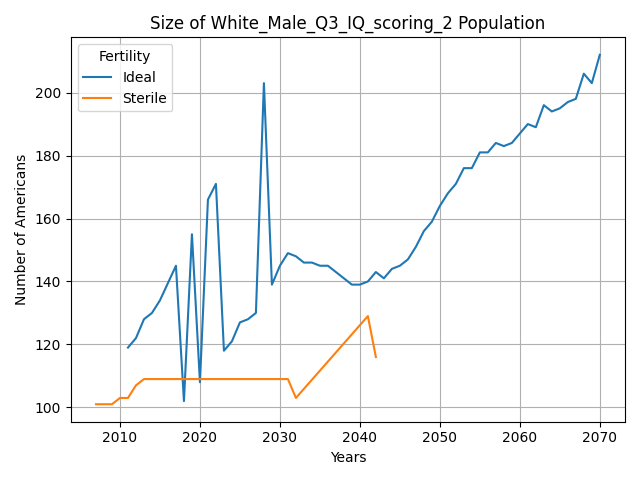 Size of White_Male_Q3_IQ_scoring_2 Population
Fertility
Ideal
Sterile
Number of Americans
200
180
160
140
120
100
2010 2020 2030 2040 2050 2060 2070
Years